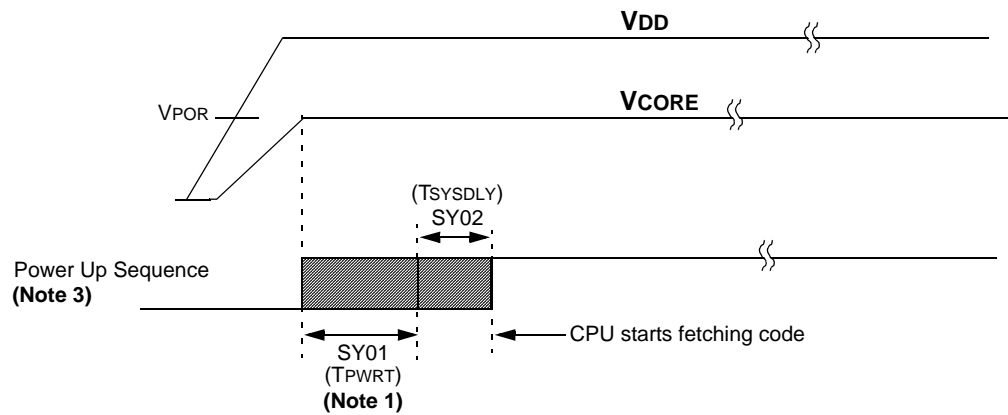 VDD
VPOR
VCORE
(TSYSDLY)
SY02
Power Up Sequence
(Note 3)
CPU starts fetching code
SY01
(TPWRT)
(Note 1)